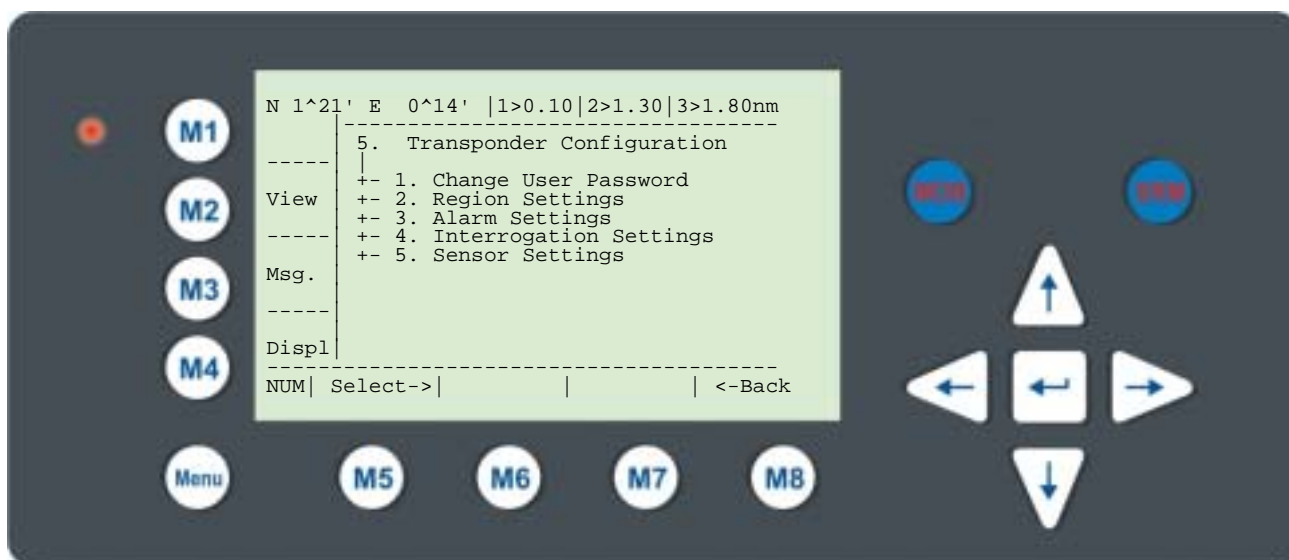 N 1^21' E 0^14' |1>0.10|2>1.30|3>1.80nm
5. Transponder Configuration
+- 1. Change User Password
View +- 2. Region Settings
+- 3. Alarm Settings
+- 4. Interrogation Settings
+- 5. Sensor Settings
Msg.
Displ
NUM| Select->| | | <-Back
M1
M2
M3
M4
Menu
M5 M6 M7 M8